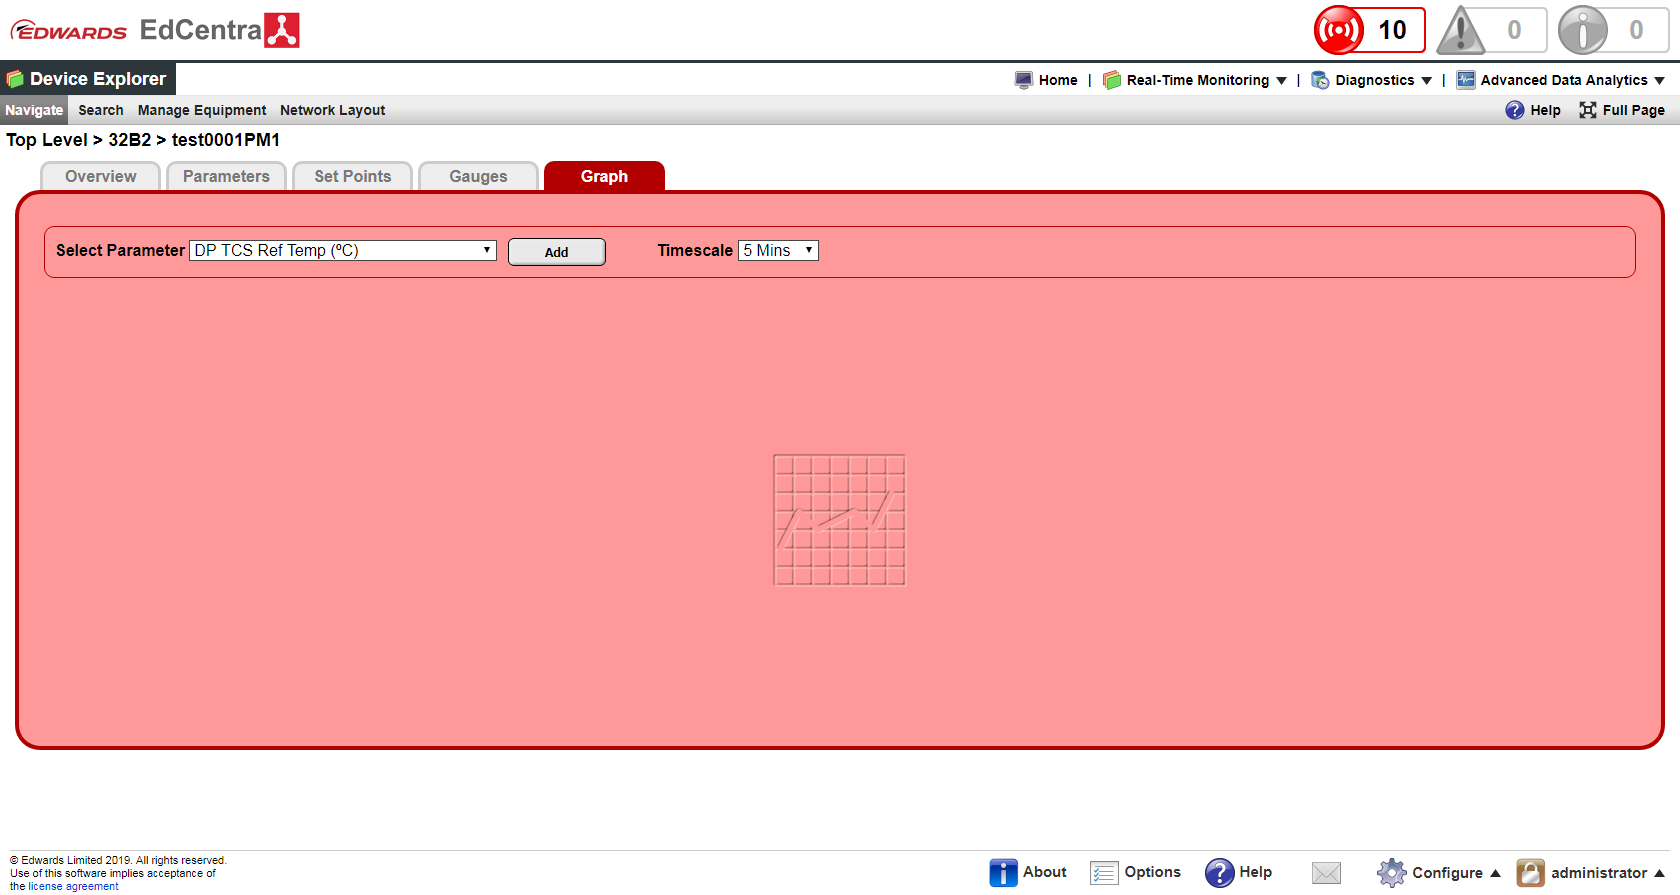 EDWARDS EdCentra
10 0 0
Device Explorer
Home | Real-Time Monitoring ▼ | Diagnostics ▼ | Advanced Data Analytics ▼
Navigate Search Manage Equipment Network Layout
Help Full Page
Top Level > 32B2 > test0001PM1
Overview Parameters Set Points Gauges Graph
Select Parameter DP TCS Ref Temp (ºC) ▼ Add Timescale 5 Mins ▼
© Edwards Limited 2019. All rights reserved.
Use of this software implies acceptance of
the license agreement
About Options Help Configure ▲ administrator ▲